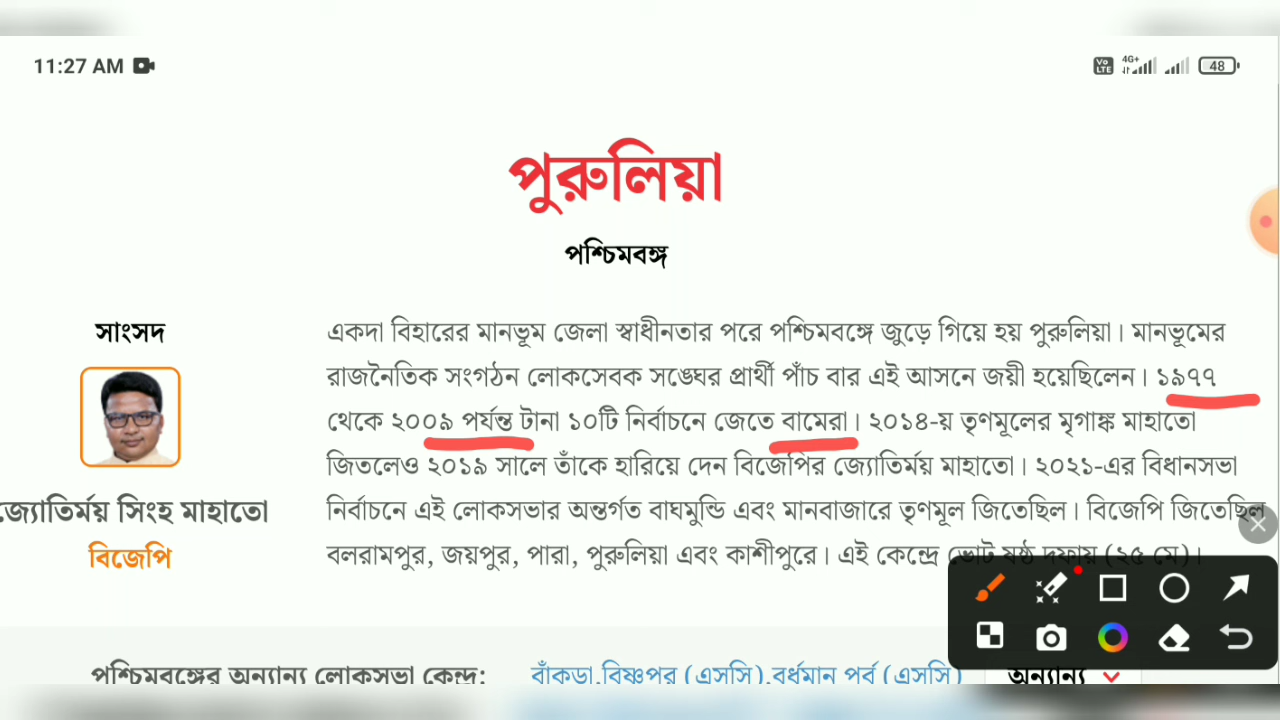 11:27 AM
Vo LTE 4G+ 48
পুরুলিয়া
পশ্চিমবঙ্গ
সাংসদ
জ্যোতির্ময় সিংহ মাহাতো
বিজেপি
একদা বিহারের মানভূম জেলা স্বাধীনতার পরে পশ্চিমবঙ্গে জুড়ে গিয়ে হয় পুরুলিয়া। মানভূমের
রাজনৈতিক সংগঠন লোকসেবক সঙ্ঘের প্রার্থী পাঁচ বার এই আসনে জয়ী হয়েছিলেন। ১৯৭৭
থেকে ২০০৯ পর্যন্ত টানা ১০টি নির্বাচনে জেতে বামেরা। ২০১৪-য় তৃণমূলের মৃগাঙ্ক মাহাতো
জিতলেও ২০১৯ সালে তাঁকে হারিয়ে দেন বিজেপির জ্যোতির্ময় মাহাতো। ২০২১-এর বিধানসভা
নির্বাচনে এই লোকসভার অন্তর্গত বাঘমুন্ডি এবং মানবাজারে তৃণমূল জিতেছিল। বিজেপি জিতেছিল
বলরামপুর, জয়পুর, পারা, পুরুলিয়া এবং কাশীপুরে। এই কেন্দ্রে ভোট ষষ্ঠ দফায় (২৫ মে)।
পশ্চিমবঙ্গের অন্যান্য লোকসভা কেন্দ্র: বাঁকুড়া,বিষ্ণুপুর (এসসি),বর্ধমান পূর্ব (এসসি) অন্যান্য